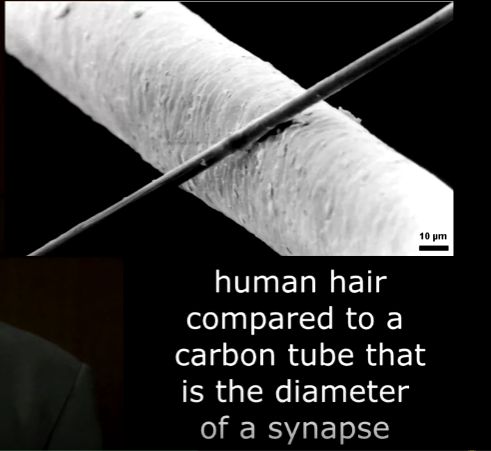 10 µm
human hair
compared to a
carbon tube that
is the diameter
of a synapse